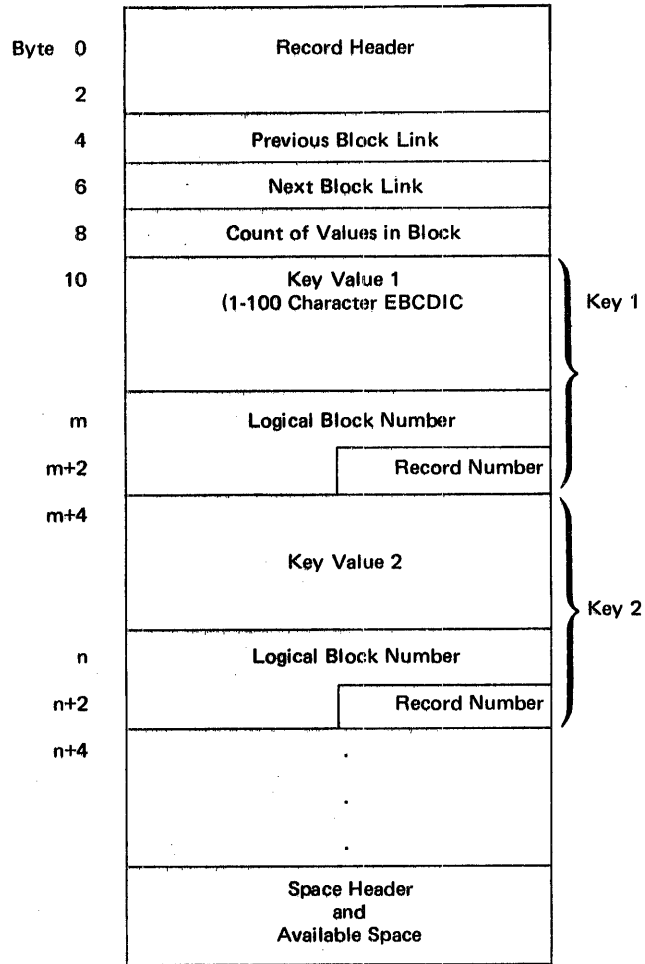 Byte 0 Record Header
2
4 Previous Block Link
6 Next Block Link
8 Count of Values in Block
10 Key Value 1
(1-100 Character EBCDIC Key 1
m Logical Block Number
m+2 Record Number
m+4
Key Value 2
Key 2
n Logical Block Number
n+2 Record Number
n+4 .
.
.
Space Header
and
Available Space